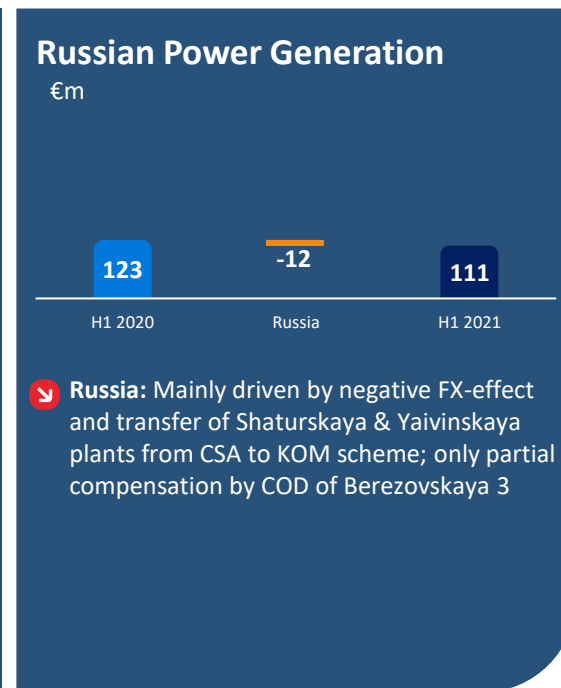 Russian Power Generation
€m
123
-12
111
H1 2020
Russia
H1 2021
Russia: Mainly driven by negative FX-effect
and transfer of Shaturskaya & Yaivinskaya
plants from CSA to KOM scheme; only partial
compensation by COD of Berezovskaya 3